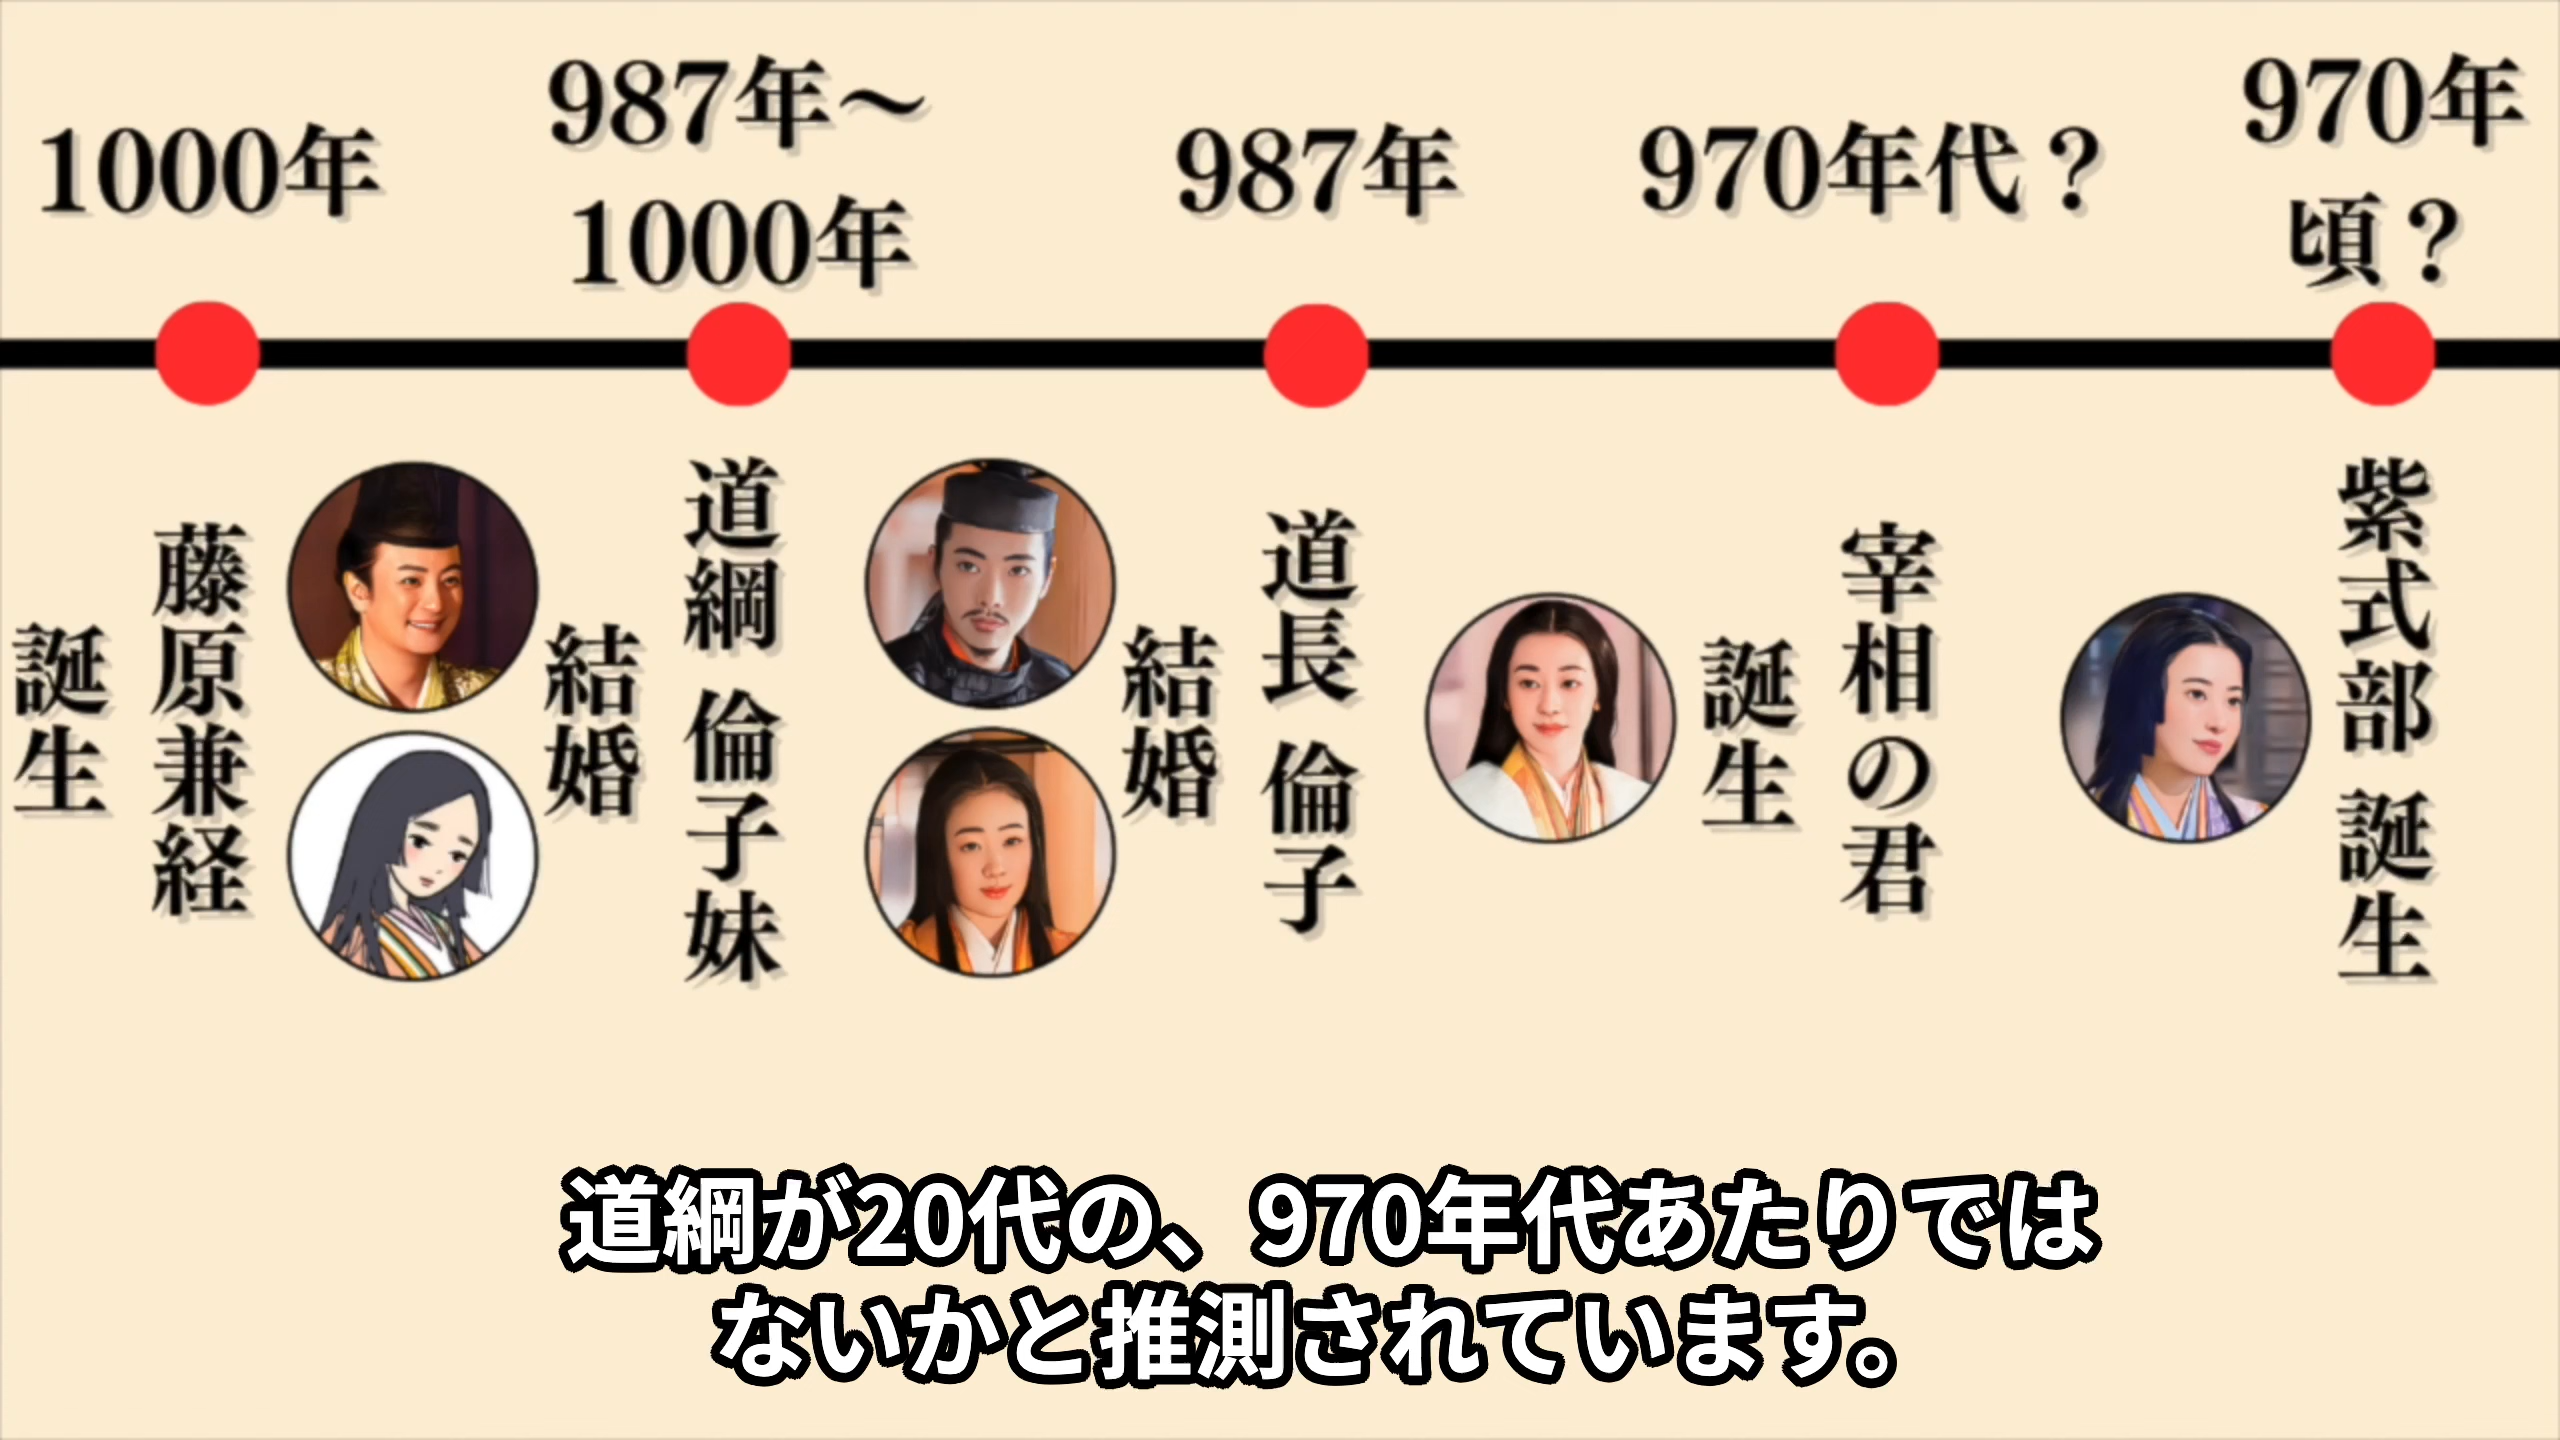 970年
頃？
紫式部 誕生
970年代？
宰相の君
誕生
987年
道長 倫子
結婚
987年～
1000年
道綱 倫子妹
結婚
1000年
藤原兼経
誕生
道綱が20代の、970年代あたりでは
ないかと推測されています。